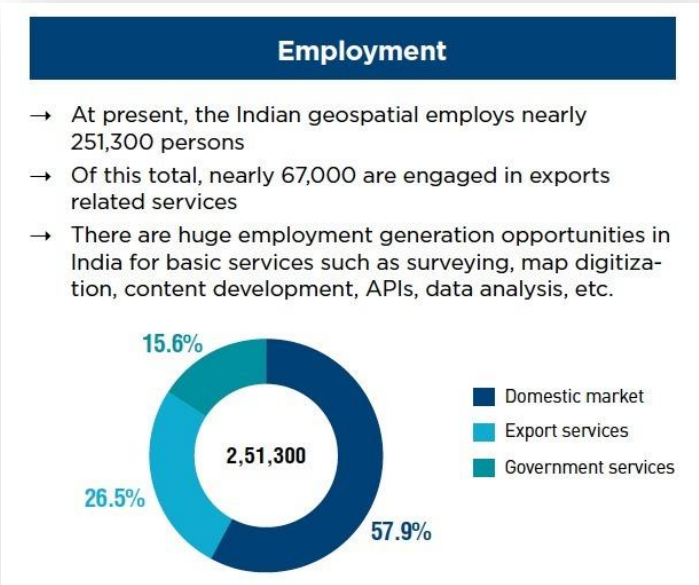 Employment
→ At present, the Indian geospatial employs nearly
251,300 persons
→ Of this total, nearly 67,000 are engaged in exports
related services
→ There are huge employment generation opportunities in
India for basic services such as surveying, map digitiza-
tion, content development, APIs, data analysis, etc.
15.6%
Domestic market
Export services
2,51,300
Government services
26.5%
57.9%